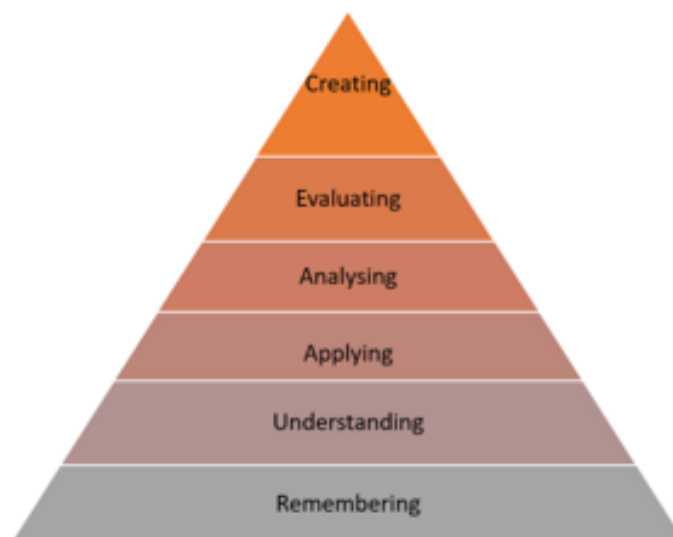 Creating
Evaluating
Analysing
Applying
Understanding
Remembering